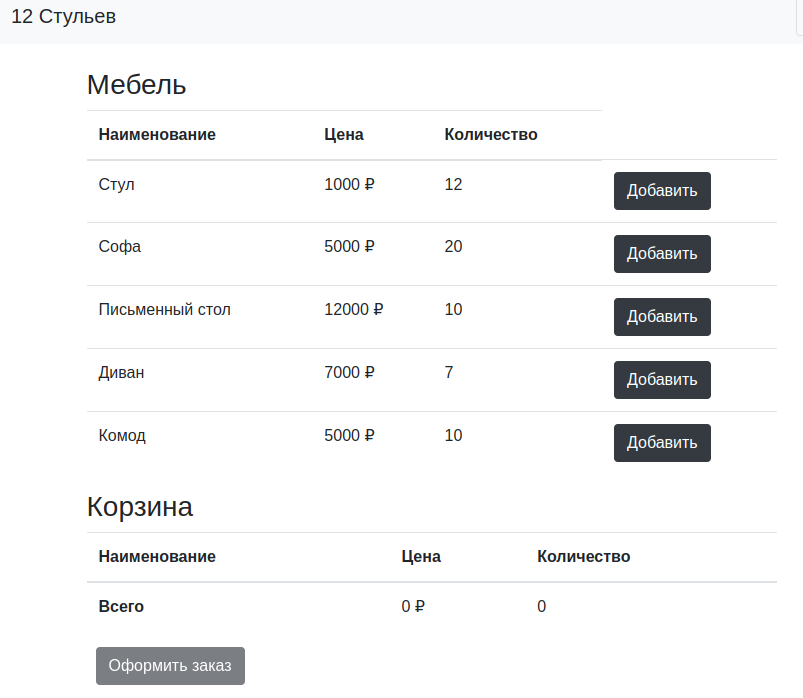 12 Стульев
Мебель
Наименование Цена Количество
Стул 1000 ₽ 12 Добавить
Софа 5000 ₽ 20 Добавить
Письменный стол 12000 ₽ 10 Добавить
Диван 7000 ₽ 7 Добавить
Комод 5000 ₽ 10 Добавить
Корзина
Наименование Цена Количество
Всего 0 ₽ 0
Оформить заказ